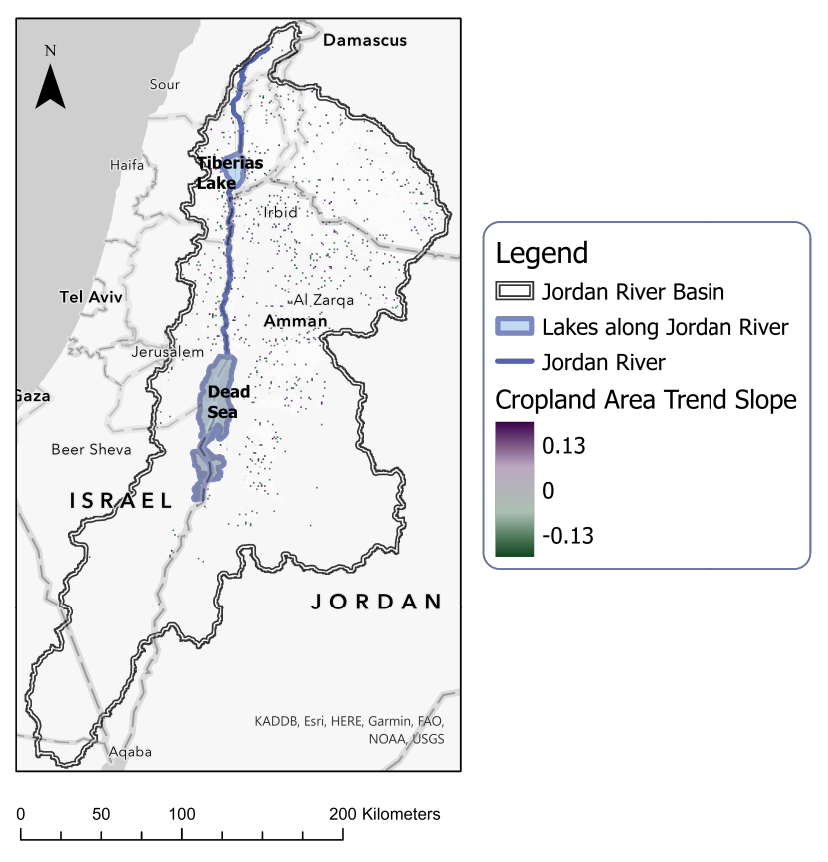 N
Damascus
Sour
Haifa
Tiberias
Lake
Irbid
Tel Aviv
Al Zarqa
Amman
Jerusalem
Gaza
Dead
Sea
Beer Sheva
ISRAEL
JORDAN
KADDB, Esri, HERE, Garmin, FAO,
NOAA, USGS
Aqaba
0 50 100 200 Kilometers
Legend
Jordan River Basin
Lakes along Jordan River
Jordan River
Cropland Area Trend Slope
0.13
0
-0.13